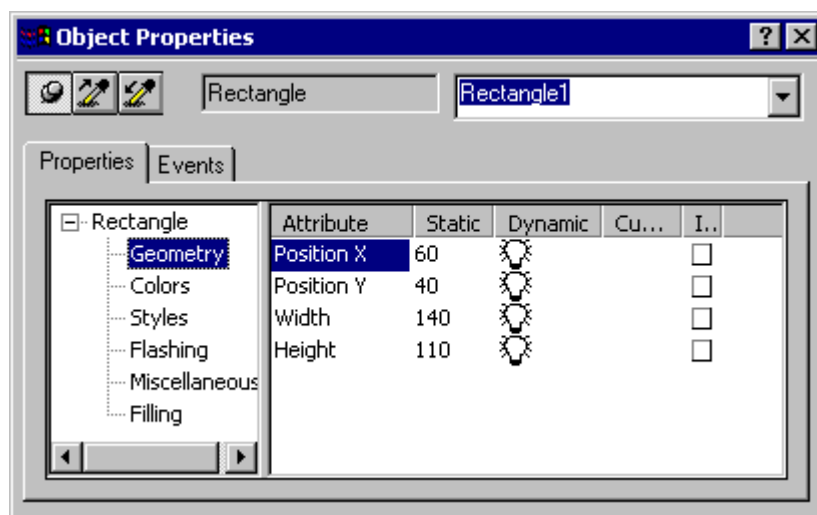 Object Properties
Rectangle Rectangle1
Properties Events
Rectangle Attribute Static Dynamic Cu... I..
Geometry Position X 60
Colors Position Y 40
Styles Width 140
Flashing Height 110
Miscellaneous
Filling